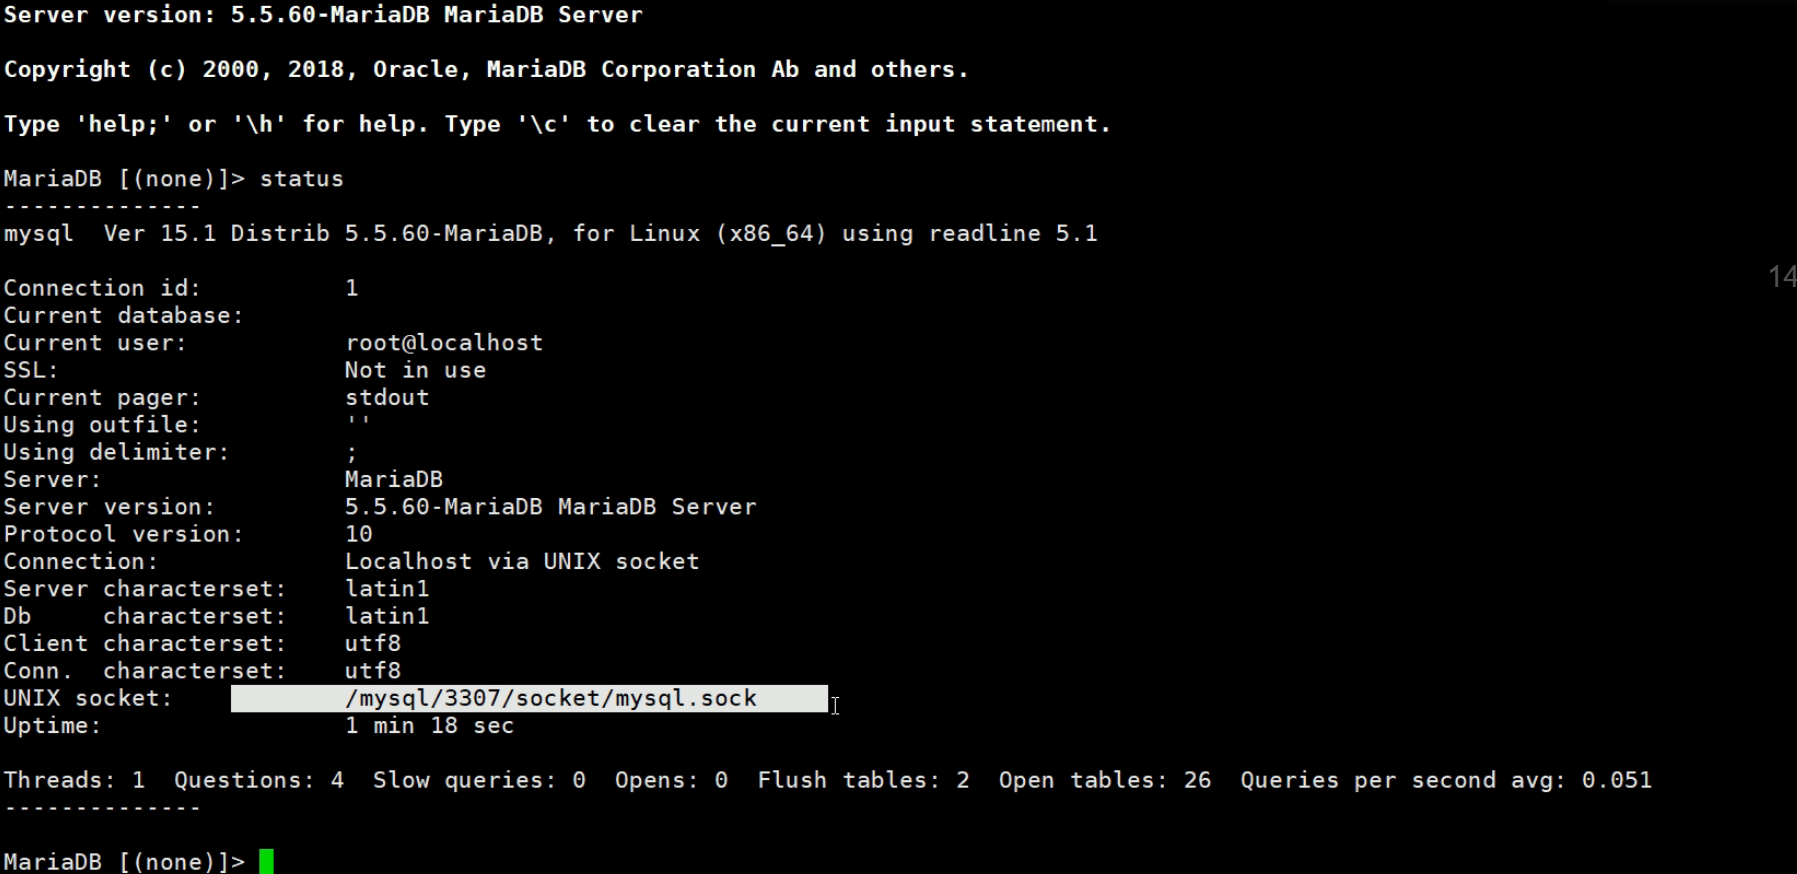 Server version: 5.5.60-MariaDB MariaDB Server
Copyright (c) 2000, 2018, Oracle, MariaDB Corporation Ab and others.
Type 'help;' or '\h' for help. Type '\c' to clear the current input statement.
MariaDB [(none)]> status
--------------
mysql  Ver 15.1 Distrib 5.5.60-MariaDB, for Linux (x86_64) using readline 5.1
Connection id:          1
Current database:
Current user:           root@localhost
SSL:                    Not in use
Current pager:          stdout
Using outfile:          ''
Using delimiter:        ;
Server:                 MariaDB
Server version:         5.5.60-MariaDB MariaDB Server
Protocol version:       10
Connection:             Localhost via UNIX socket
Server characterset:    latin1
Db     characterset:    latin1
Client characterset:    utf8
Conn.  characterset:    utf8
UNIX socket:            /mysql/3307/socket/mysql.sock
Uptime:                 1 min 18 sec
Threads: 1  Questions: 4  Slow queries: 0  Opens: 0  Flush tables: 2  Open tables: 26  Queries per second avg: 0.051
--------------
MariaDB [(none)]>
14